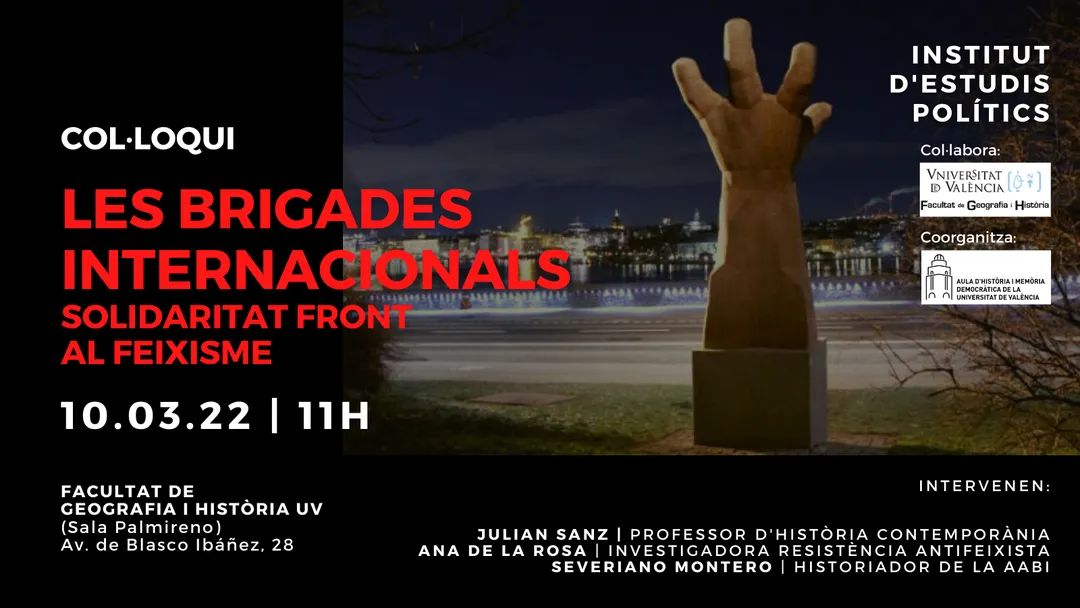 COL·LOQUI
LES BRIGADES
INTERNACIONALS
SOLIDARITAT FRONT
AL FEIXISME
10.03.22 | 11H
FACULTAT DE
GEOGRAFIA I HISTÒRIA UV
(Sala Palmireno)
Av. de Blasco Ibáñez, 28
INSTITUT
D'ESTUDIS
POLÍTICS
Col·labora:
VNIVERSITAT
D VALÈNCIA
Facultat de Geografia i Història
Coorganitza:
AULA D'HISTÒRIA I MEMÒRIA
DEMOCRÀTICA DE LA
UNIVERSITAT DE VALÈNCIA
INTERVENEN:
JULIAN SANZ | PROFESSOR D'HISTÒRIA CONTEMPORÀNIA
ANA DE LA ROSA | INVESTIGADORA RESISTÈNCIA ANTIFEIXISTA
SEVERIANO MONTERO | HISTORIADOR DE LA AABI